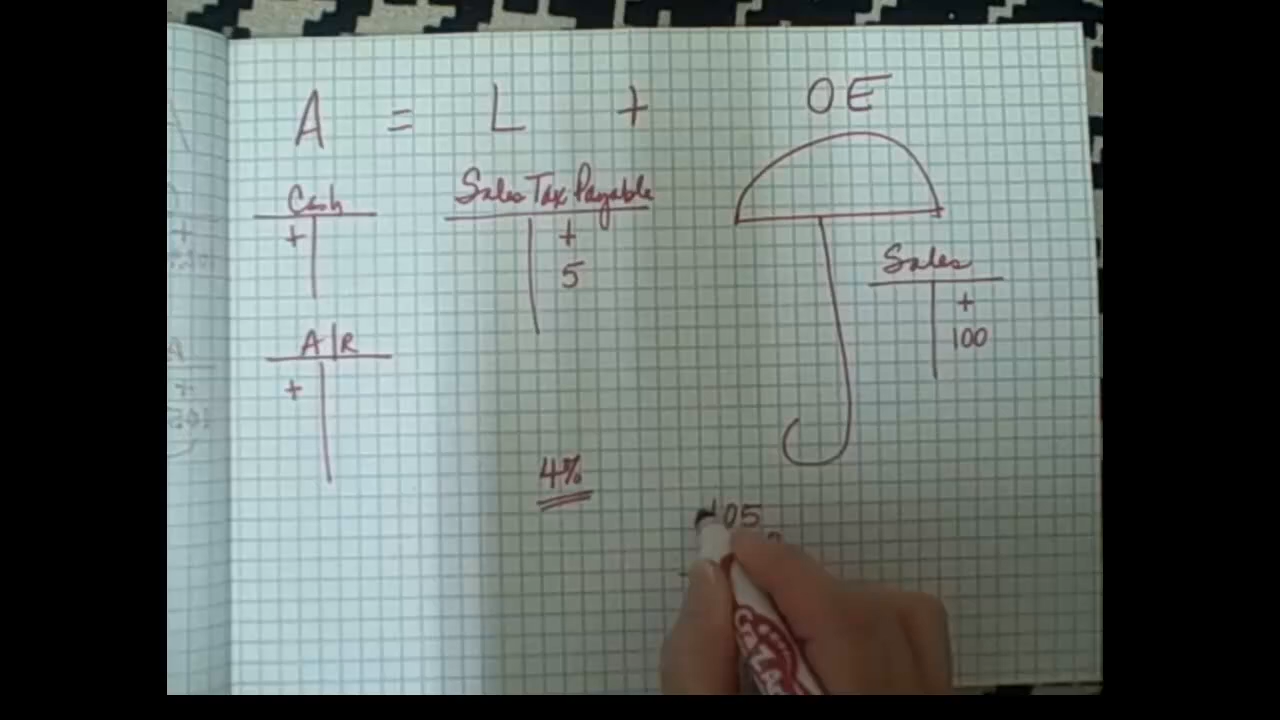 A = L + OE
Cash
Sales Tax Payable
+
+
5
Sales
+
100
A/R
+
4%
105